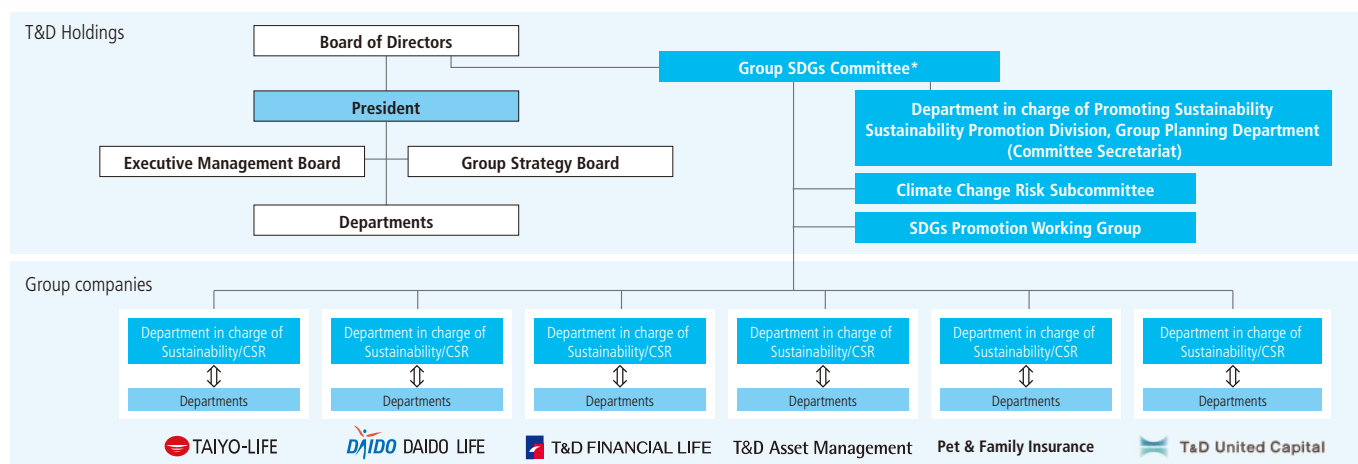 T&D Holdings
Board of Directors
Group SDGs Committee*
President
Department in charge of Promoting Sustainability
Sustainability Promotion Division, Group Planning Department
(Committee Secretariat)
Executive Management Board
Group Strategy Board
Climate Change Risk Subcommittee
Departments
SDGs Promotion Working Group
Group companies
Department in charge of
Sustainability/CSR
Departments
TAIYO-LIFE
Department in charge of
Sustainability/CSR
Departments
DAIDO DAIDO LIFE
Department in charge of
Sustainability/CSR
Departments
T&D FINANCIAL LIFE
Department in charge of
Sustainability/CSR
Departments
T&D Asset Management
Department in charge of
Sustainability/CSR
Departments
Pet & Family Insurance
Department in charge of
Sustainability/CSR
Departments
T&D United Capital